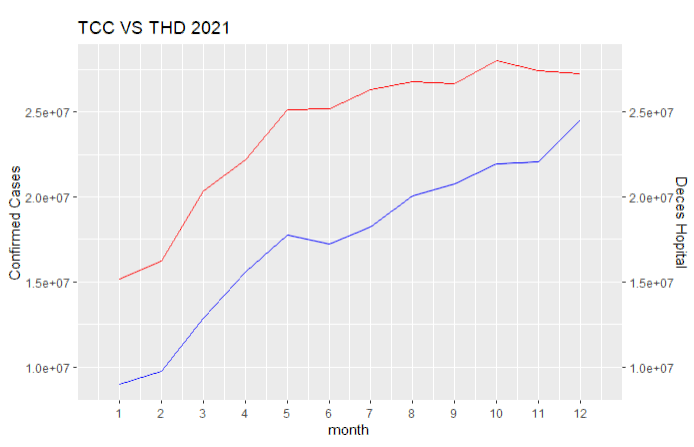 TCC VS THD 2021
Confirmed Cases
2.5e+07
2.0e+07
1.5e+07
1.0e+07
2.5e+07
2.0e+07
1.5e+07
1.0e+07
Deces Hopital
1 2 3 4 5 6 7 8 9 10 11 12
month